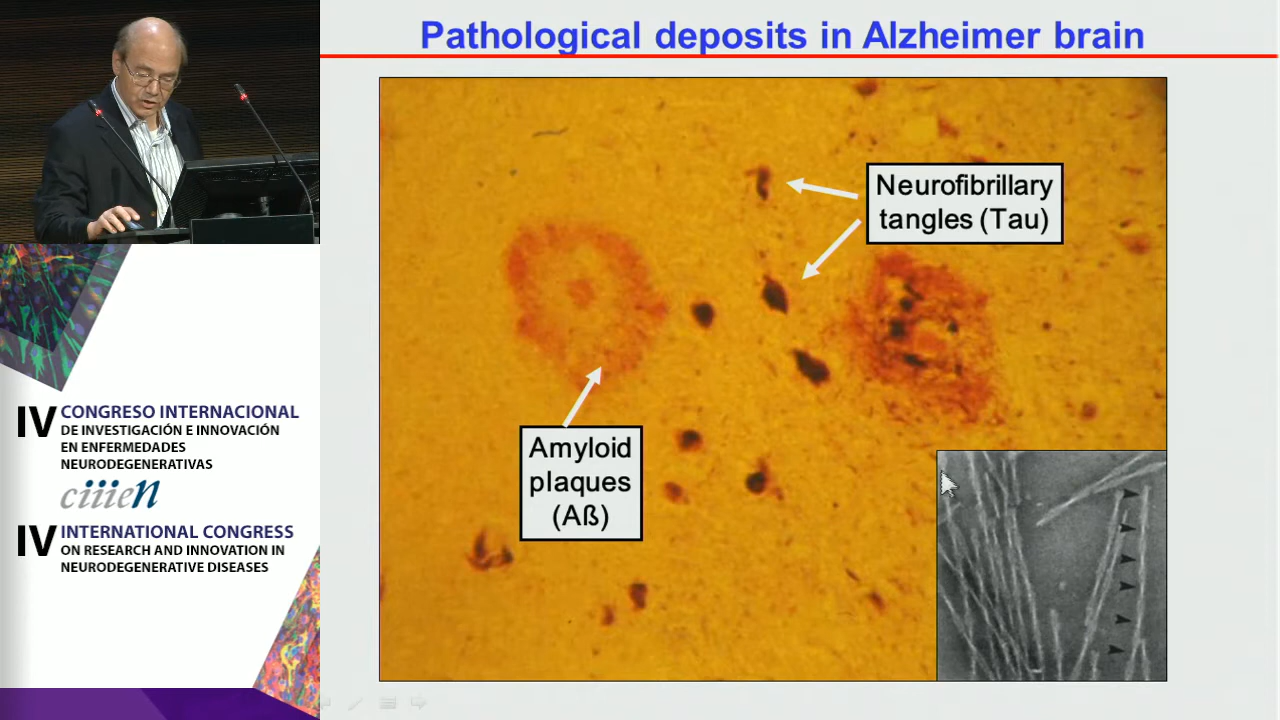 Pathological deposits in Alzheimer brain
Neurofibrillary
tangles (Tau)
Amyloid
plaques
(Aß)
IV CONGRESO INTERNACIONAL
DE INVESTIGACIÓN E INNOVACIÓN
EN ENFERMEDADES
NEURODEGENERATIVAS
ciiieN
IV INTERNATIONAL CONGRESS
ON RESEARCH AND INNOVATION IN
NEURODEGENERATIVE DISEASES